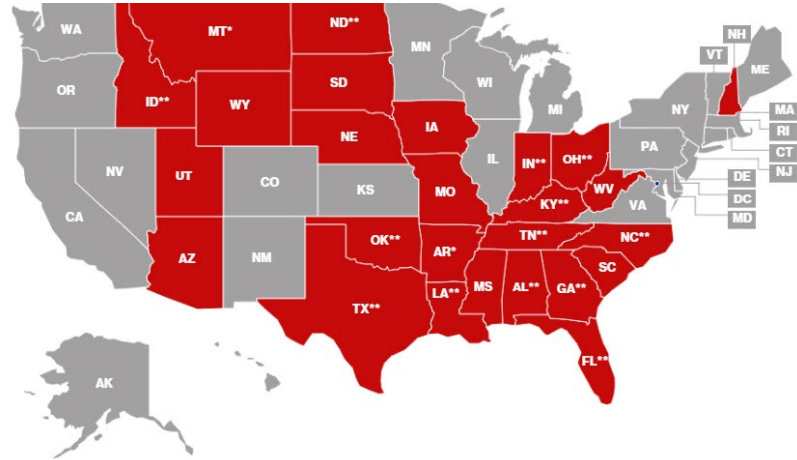 WA
MT*
ND**
MN
NH
VT
ME
OR
ID**
WY
SD
WI
MI
NY
MA
RI
CT
NJ
NV
UT
CO
NE
IA
IL
IN**
OH**
PA
DE
DC
MD
CA
KS
MO
KY**
WV
VA
AZ
NM
OK**
AR*
TN**
NC**
SC
TX**
LA**
MS
AL**
GA**
FL**
AK